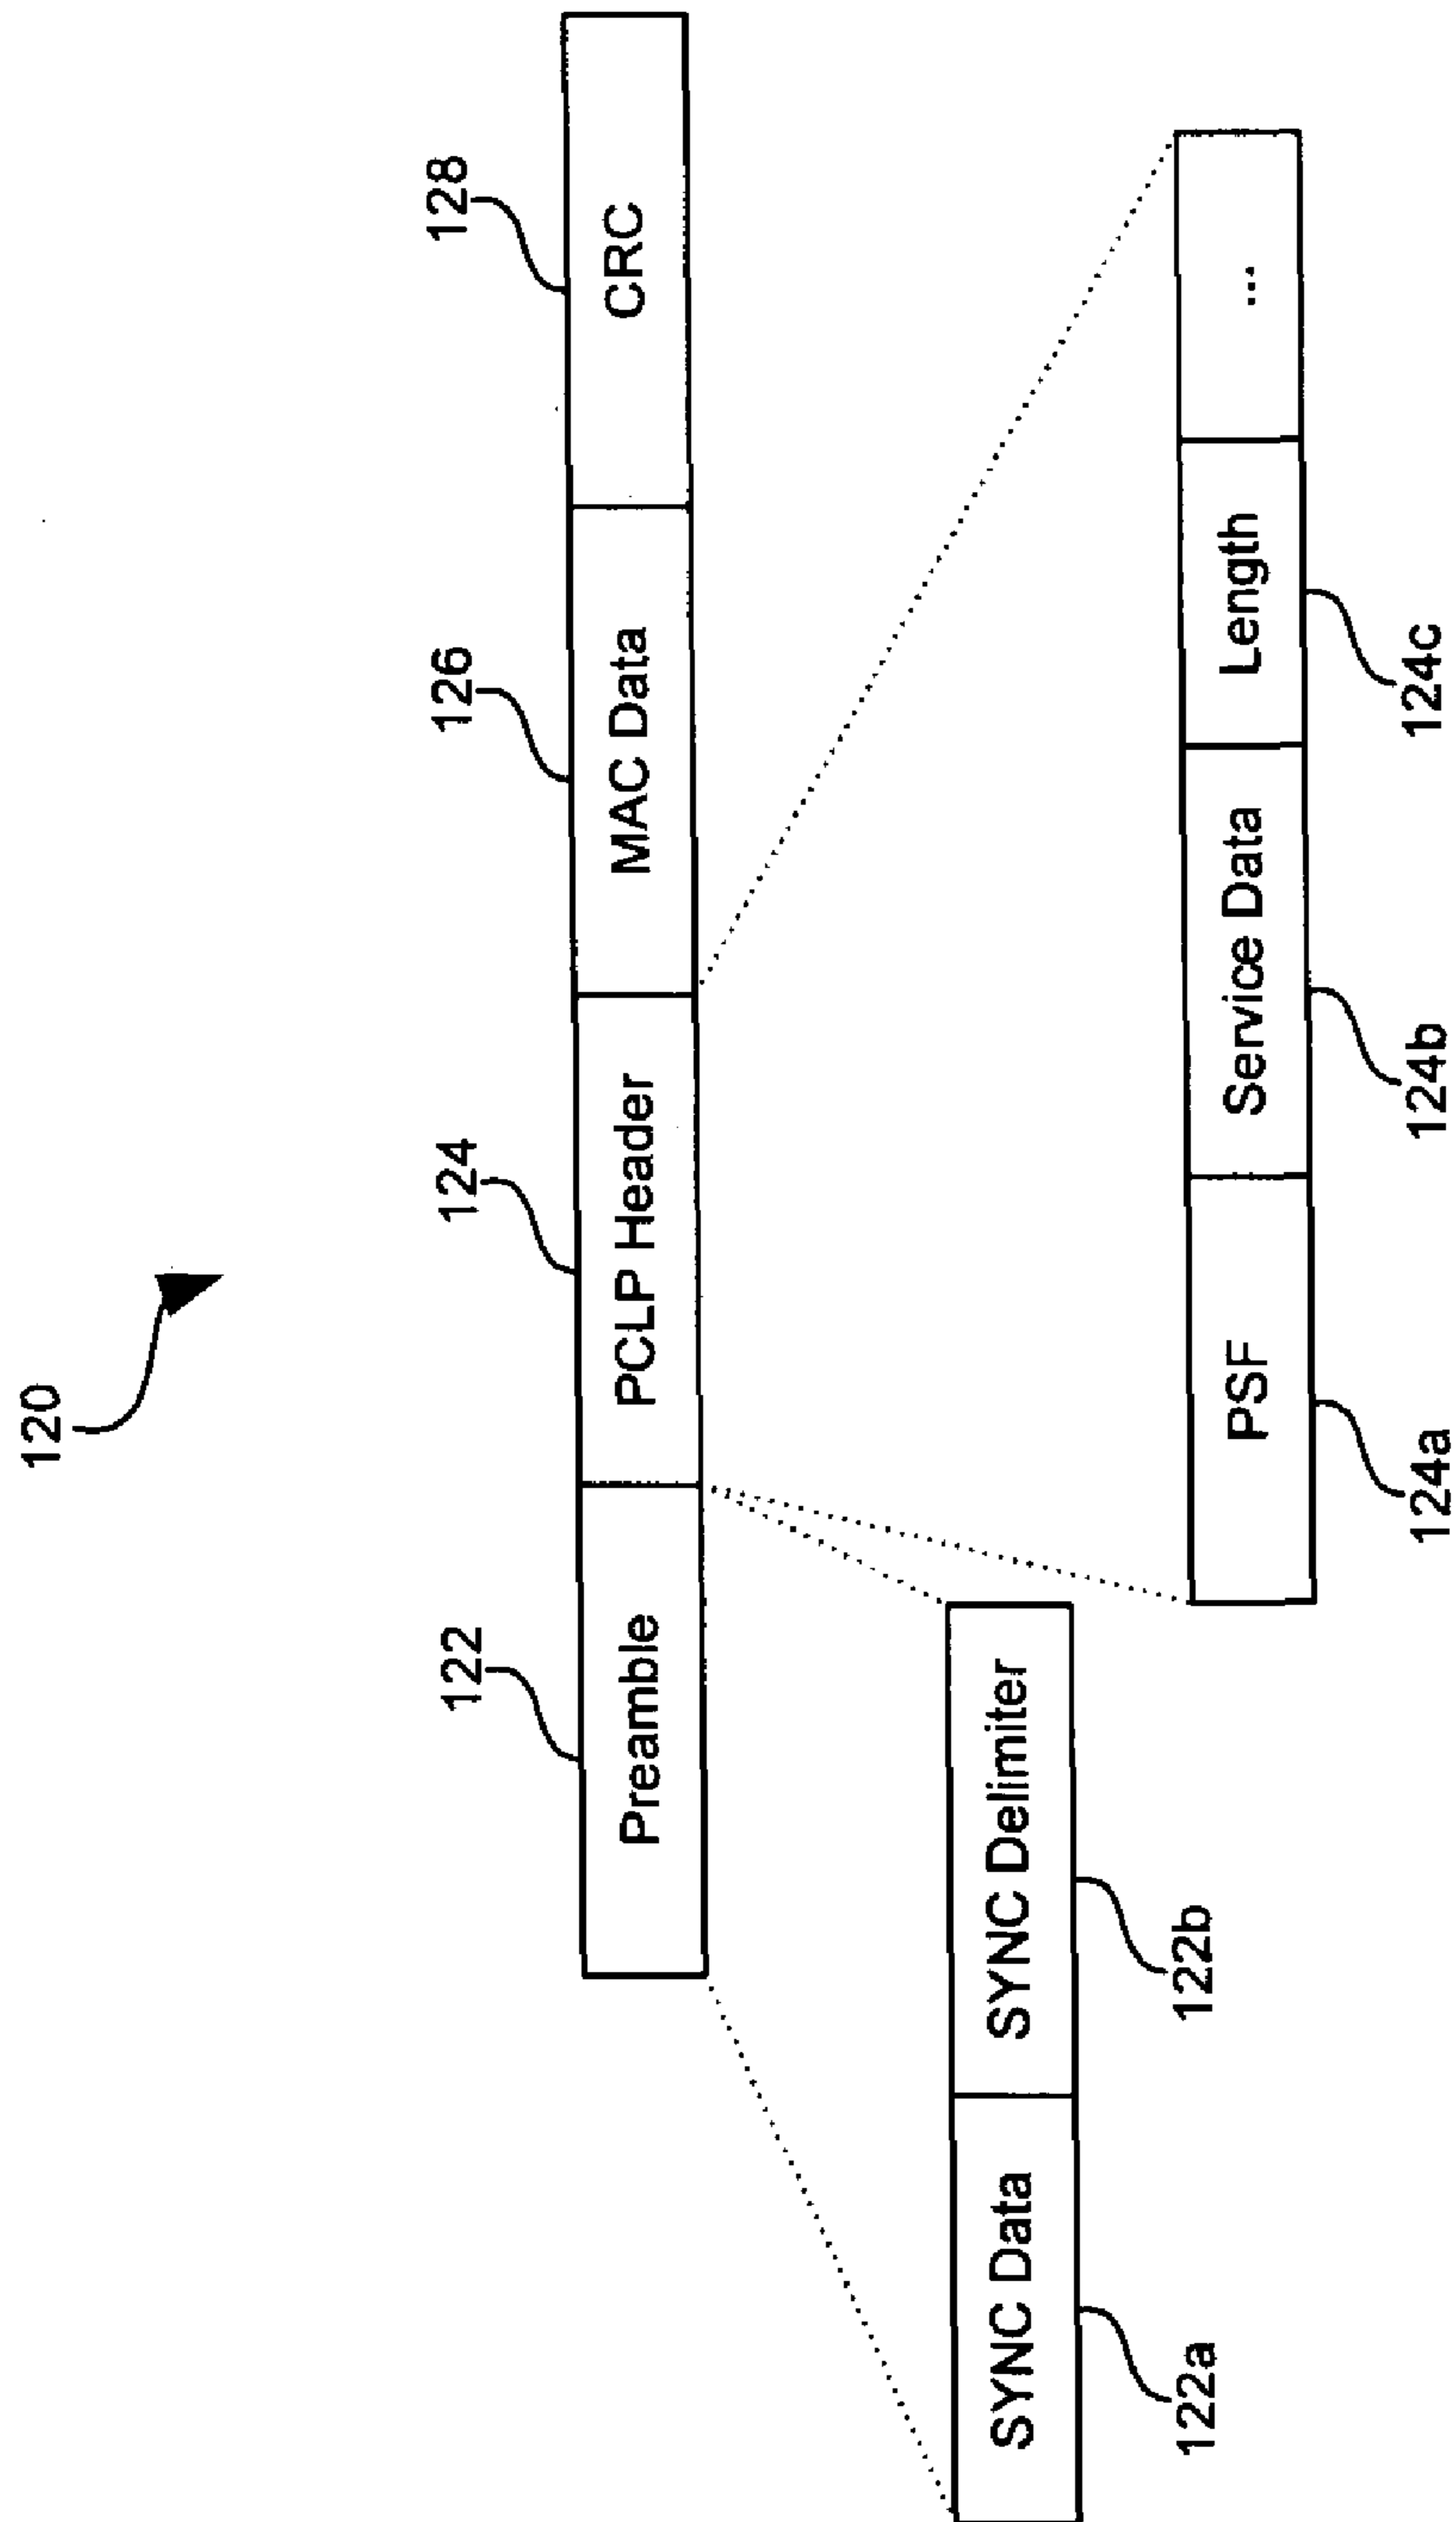 120
122
124
126
128
Preamble
PCLP Header
MAC Data
CRC
SYNC Data
SYNC Delimiter
122a
122b
PSF
Service Data
Length
...
124a
124b
124c